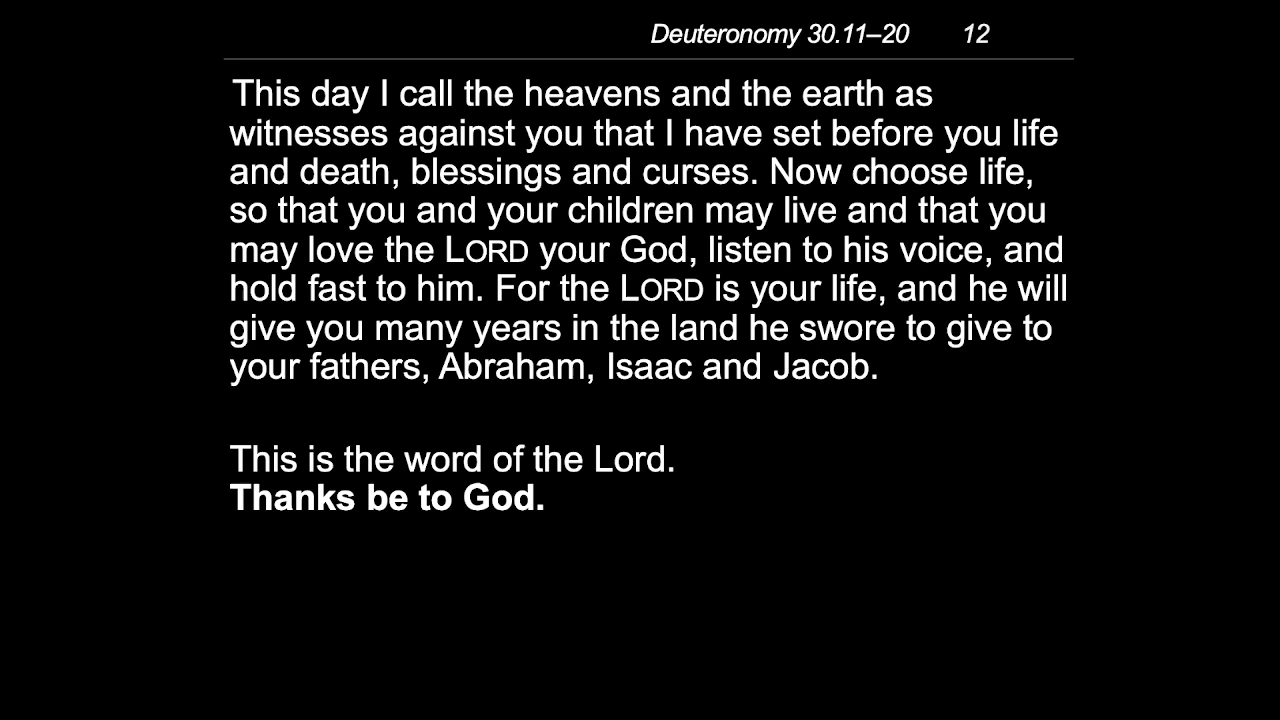 Deuteronomy 30.11–20 12
This day I call the heavens and the earth as
witnesses against you that I have set before you life
and death, blessings and curses. Now choose life,
so that you and your children may live and that you
may love the LORD your God, listen to his voice, and
hold fast to him. For the LORD is your life, and he will
give you many years in the land he swore to give to
your fathers, Abraham, Isaac and Jacob.
This is the word of the Lord.
Thanks be to God.